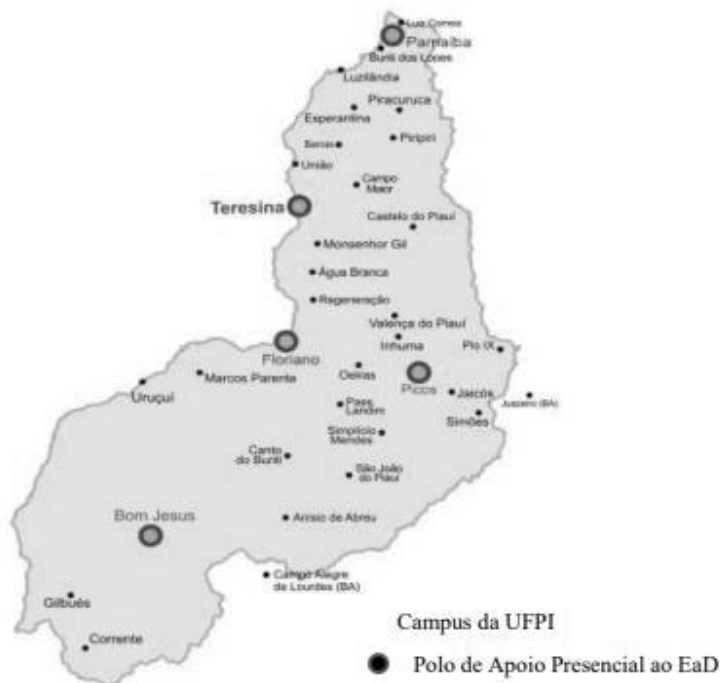 Luís Correia
Parnaíba
Buriti dos Lopes
Luzilândia
Piracuruca
Esperantina
Barras
Piripiri
União
Campo
Maior
Teresina
Castelo do Piauí
Monsenhor Gil
Água Branca
Regeneração
Valença do Piauí
Inhuma
Pio IX
Floriano
Oeiras
Picos
Marcos Parente
Uruçuí
Jaicós
Juazeiro (BA)
Paes
Landim
Simões
Simplício
Mendes
Canto
do Buriti
São João
do Piauí
Bom Jesus
Anísio de Abreu
Campo Alegre
de Lourdes (BA)
Gilbués
Corrente
Campus da UFPI
Polo de Apoio Presencial ao EaD